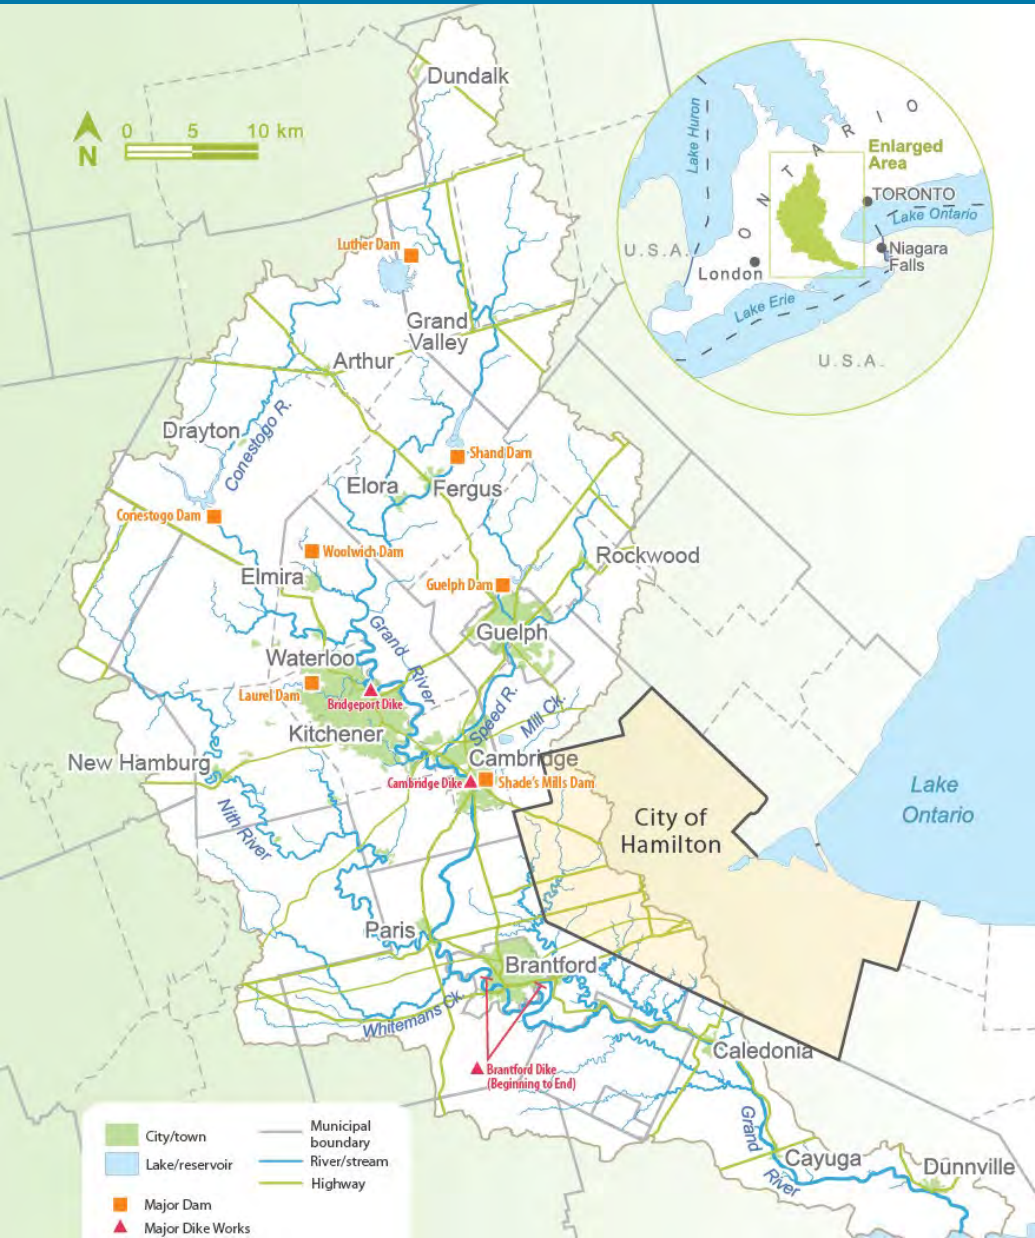 Dundalk
0 5 10 km
N
Luther Dam
Grand
Valley
Arthur
Drayton
Conestogo R.
Shand Dam
Elora
Fergus
Conestogo Dam
Woolwich Dam
Rockwood
Elmira
Guelph Dam
Guelph
Grand River
Waterloo
Laurel Dam
Bridgeport Dike
Speed R.
Mill Ck.
Kitchener
New Hamburg
Cambridge
Cambridge Dike
Shade's Mills Dam
Nith River
City of
Hamilton
Lake
Ontario
Paris
Brantford
Whitemans Ck.
Brantford Dike
(Beginning to End)
Caledonia
Grand
River
Cayuga
Dunnville
Lake Huron
ONTARIO
Enlarged
Area
TORONTO
Lake Ontario
U.S.A.
Niagara
Falls
London
Lake Erie
U.S.A.
City/town
Lake/reservoir
Major Dam
Major Dike Works
Municipal
boundary
River/stream
Highway